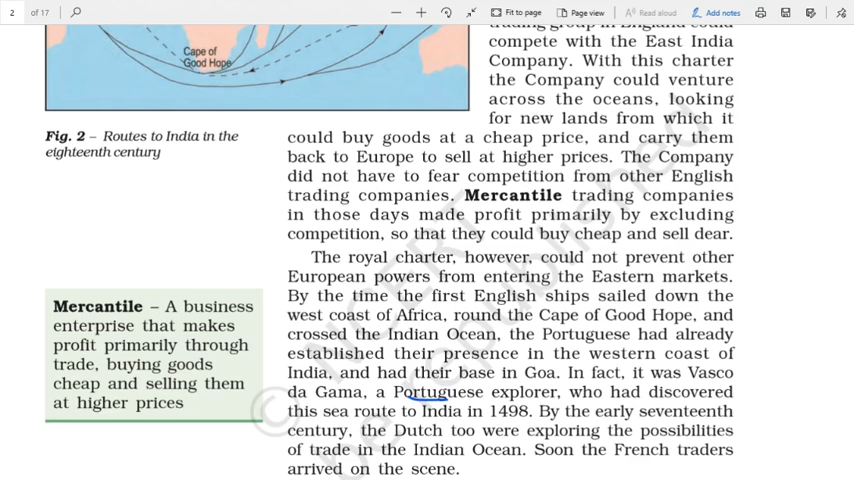 2 of 17 Fit to page Page view Read aloud Add notes
trading group in England could
compete with the East India
Company. With this charter
the Company could venture
across the oceans, looking
for new lands from which it
could buy goods at a cheap price, and carry them
back to Europe to sell at higher prices. The Company
did not have to fear competition from other English
trading companies. Mercantile trading companies
in those days made profit primarily by excluding
competition, so that they could buy cheap and sell dear.
The royal charter, however, could not prevent other
European powers from entering the Eastern markets.
By the time the first English ships sailed down the
west coast of Africa, round the Cape of Good Hope, and
crossed the Indian Ocean, the Portuguese had already
established their presence in the western coast of
India, and had their base in Goa. In fact, it was Vasco
da Gama, a Portuguese explorer, who had discovered
this sea route to India in 1498. By the early seventeenth
century, the Dutch too were exploring the possibilities
of trade in the Indian Ocean. Soon the French traders
arrived on the scene.
Cape of
Good Hope
Fig. 2 – Routes to India in the
eighteenth century
Mercantile – A business
enterprise that makes
profit primarily through
trade, buying goods
cheap and selling them
at higher prices
© NCERT
be republished